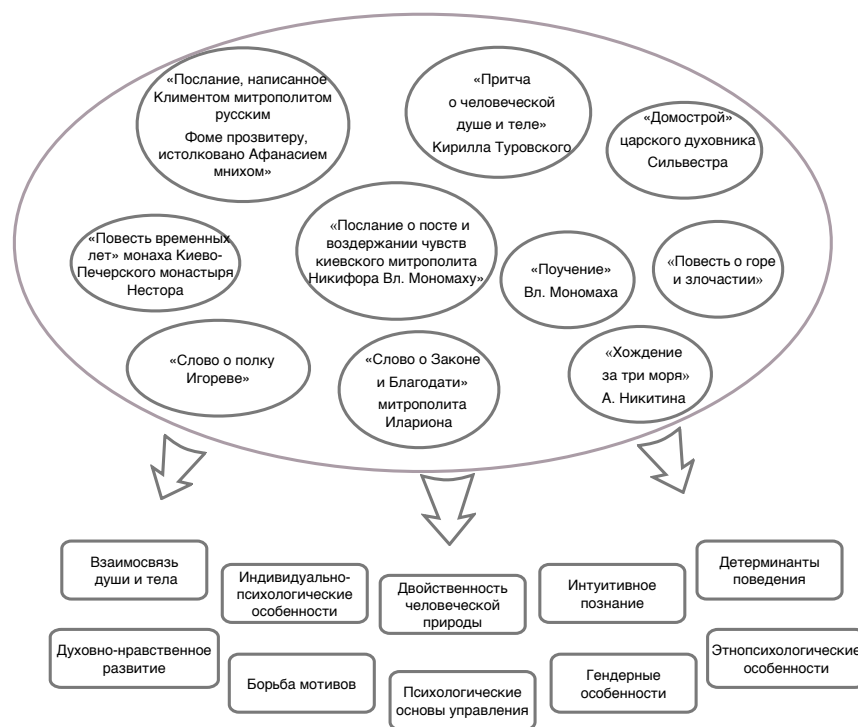 «Послание, написанное
Климентом митрополитом
русским
Фоме прозвитеру,
истолковано Афанасием
мнихом»
«Притча
о человеческой
душе и теле»
Кирилла Туровского
«Домострой»
царского духовника
Сильвестра
«Повесть временных
лет» монаха Киево-
Печерского монастыря
Нестора
«Послание о посте и
воздержании чувств
киевского митрополита
Никифора Вл. Мономаху»
«Поучение»
Вл. Мономаха
«Повесть о горе
и злочастии»
«Слово о полку
Игореве»
«Слово о Законе
и Благодати»
митрополита
Илариона
«Хождение
за три моря»
А. Никитина
Взаимосвязь
души и тела
Индивидуально-
психологические
особенности
Двойственность
человеческой
природы
Интуитивное
познание
Детерминанты
поведения
Духовно-нравственное
развитие
Борьба мотивов
Психологические
основы управления
Гендерные
особенности
Этнопсихологические
особенности